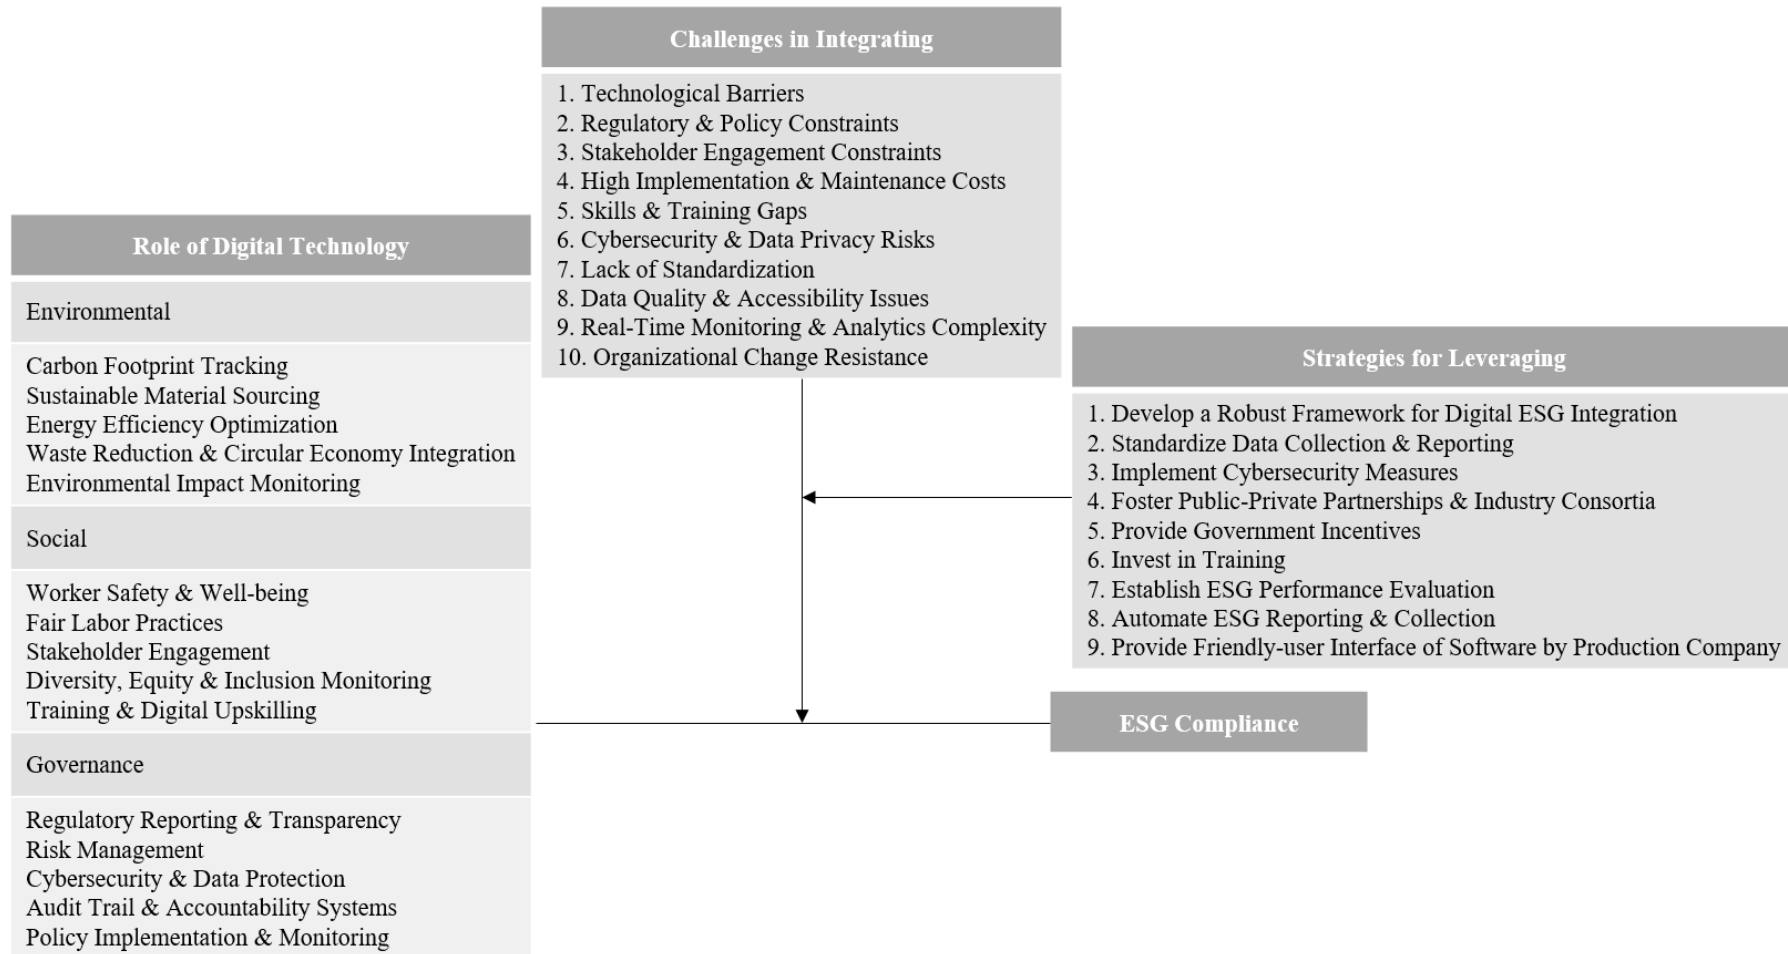 Challenges in Integrating
1. Technological Barriers
2. Regulatory & Policy Constraints
3. Stakeholder Engagement Constraints
4. High Implementation & Maintenance Costs
5. Skills & Training Gaps
6. Cybersecurity & Data Privacy Risks
7. Lack of Standardization
8. Data Quality & Accessibility Issues
9. Real-Time Monitoring & Analytics Complexity
10. Organizational Change Resistance
Role of Digital Technology
Environmental
Carbon Footprint Tracking
Sustainable Material Sourcing
Energy Efficiency Optimization
Waste Reduction & Circular Economy Integration
Environmental Impact Monitoring
Social
Worker Safety & Well-being
Fair Labor Practices
Stakeholder Engagement
Diversity, Equity & Inclusion Monitoring
Training & Digital Upskilling
Governance
Regulatory Reporting & Transparency
Risk Management
Cybersecurity & Data Protection
Audit Trail & Accountability Systems
Policy Implementation & Monitoring
Strategies for Leveraging
1. Develop a Robust Framework for Digital ESG Integration
2. Standardize Data Collection & Reporting
3. Implement Cybersecurity Measures
4. Foster Public-Private Partnerships & Industry Consortia
5. Provide Government Incentives
6. Invest in Training
7. Establish ESG Performance Evaluation
8. Automate ESG Reporting & Collection
9. Provide Friendly-user Interface of Software by Production Company
ESG Compliance